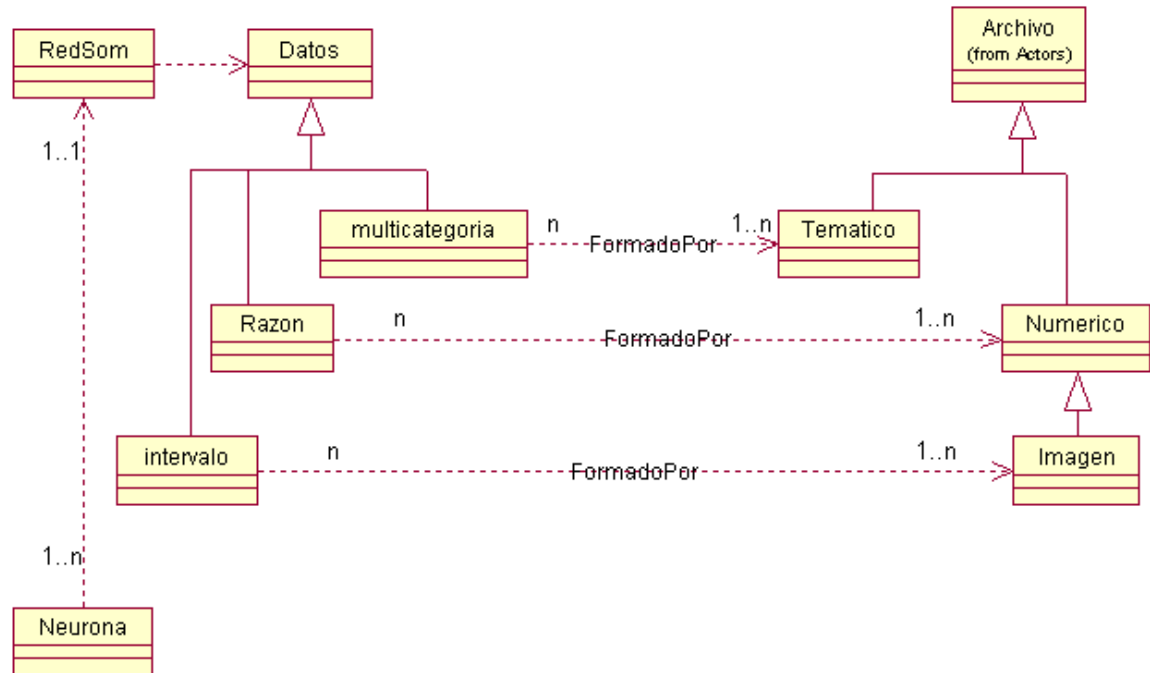 RedSom
Datos
Archivo
(from Actors)
1..1
multicategoria
n
FormadoPor
1..n
Tematico
Razon
n
FormadoPor
1..n
Numerico
intervalo
n
FormadoPor
1..n
Imagen
1..n
Neurona